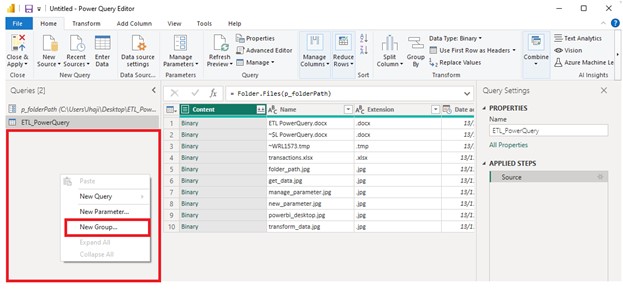 Untitled - Power Query Editor
File Home Transform Add Column View Tools Help
Close & Apply
New Source
Recent Sources
Enter Data
Data source settings
Manage Parameters
Refresh Preview
Properties
Advanced Editor
Manage
Manage Columns
Reduce Rows
Sort
Split Column
Group By
Data Type: Binary
Use First Row as Headers
Replace Values
Combine
Text Analytics
Vision
Azure Machine Le
Close
New Query
Data Sources
Parameters
Query
Transform
AI Insights
Queries [2]
p_folderPath (C:\Users\hajl\Desktop\ETL_Pow...
ETL_PowerQuery
Paste
New Query
New Parameter...
New Group...
Expand All
Collapse All
= Folder.Files(p_folderPath)
Content Name Extension Date ac
1 Binary ETL PowerQuery.docx .docx 13/
2 Binary ~$L PowerQuery.docx .docx 13/1
3 Binary ~WRL1573.tmp .tmp 13/1
4 Binary transactions.xlsx .xlsx 13/
5 Binary folder_path.jpg .jpg 13/1
6 Binary get_data.jpg .jpg 13/1
7 Binary manage_parameter.jpg .jpg 13/1
8 Binary new_parameter.jpg .jpg 13/1
9 Binary powerbi_desktop.jpg .jpg 13/1
10 Binary transform_data.jpg .jpg 13/1
Query Settings
PROPERTIES
Name
ETL_PowerQuery
All Properties
APPLIED STEPS
Source